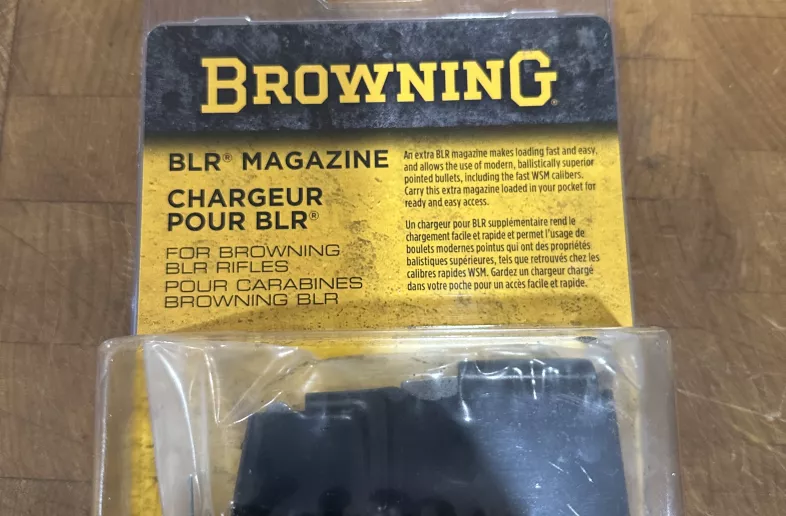 BROWNING®
BLR® MAGAZINE
CHARGEUR
POUR BLR®
FOR BROWNING
BLR RIFLES
POUR CARABINES
BROWNING BLR
An extra BLR magazine makes loading fast and easy,
and allows the use of modern, ballistically superior
pointed bullets, including the fast WSM calibers.
Carry this extra magazine loaded in your pocket for
ready and easy access.
Un chargeur pour BLR supplémentaire rend le
chargement facile et rapide et permet l'usage de
boulets modernes pointus qui ont des propriétés
balistiques supérieures, tels que retrouvés chez les
calibres rapides WSM. Gardez un chargeur chargé
dans votre poche pour un accès facile et rapide.